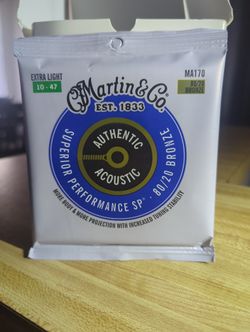 EXTRA LIGHT
10 - 47
MA170
80/20
BRONZE
Martin & Co.
EST. 1833
AUTHENTIC
ACOUSTIC
SUPERIOR PERFORMANCE SP® 80/20 BRONZE
MORE BODY & MORE PROJECTION WITH INCREASED TUNING STABILITY